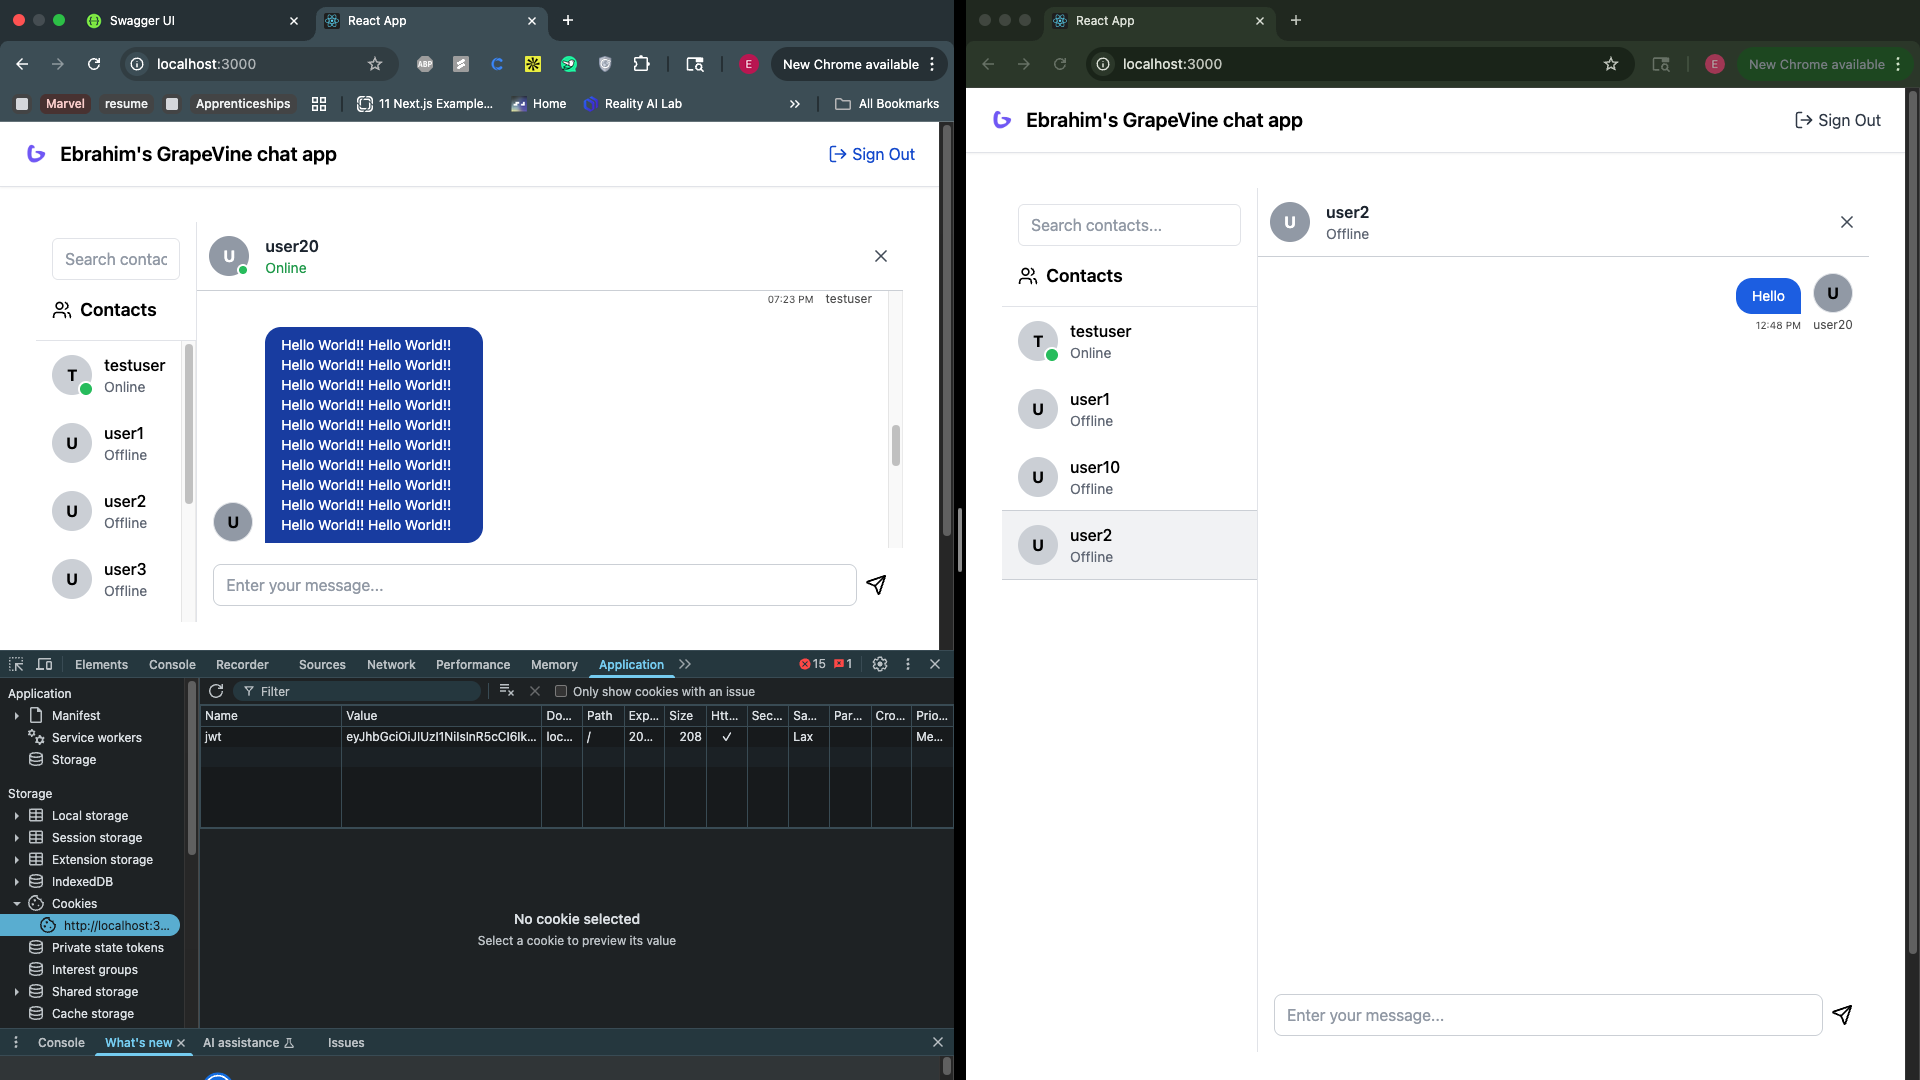 Swagger UI
React App
localhost:3000
ABP
E
New Chrome available
Marvel
resume
Apprenticeships
11 Next.js Example...
Home
Reality AI Lab
All Bookmarks
Ebrahim's GrapeVine chat app
Sign Out
Search contac
Contacts
T
testuser
Online
U
user1
Offline
U
user2
Offline
U
user3
Offline
U
user20
Online
07:23 PM testuser
Hello World!! Hello World!!
Hello World!! Hello World!!
Hello World!! Hello World!!
Hello World!! Hello World!!
Hello World!! Hello World!!
Hello World!! Hello World!!
Hello World!! Hello World!!
Hello World!! Hello World!!
Hello World!! Hello World!!
Hello World!! Hello World!!
U
Enter your message...
Elements Console Recorder Sources Network Performance Memory Application 15 1
Application
Manifest
Service workers
Storage
Storage
Local storage
Session storage
Extension storage
IndexedDB
Cookies
http://localhost:3...
Private state tokens
Interest groups
Shared storage
Cache storage
Filter
Only show cookies with an issue
Name Value Do... Path Exp... Size Htt... Sec... Sa... Par... Cro... Prio...
jwt eyJhbGciOiJIUzI1NiIsInR5cCI6Ik... loc... / 20... 208 ✓ Lax Me...
No cookie selected
Select a cookie to preview its value
Console What's new AI assistance Issues
React App
localhost:3000
E
New Chrome available
Ebrahim's GrapeVine chat app
Sign Out
Search contacts...
Contacts
T
testuser
Online
U
user1
Offline
U
user10
Offline
U
user2
Offline
U
user2
Offline
Hello
U
12:48 PM user20
Enter your message...